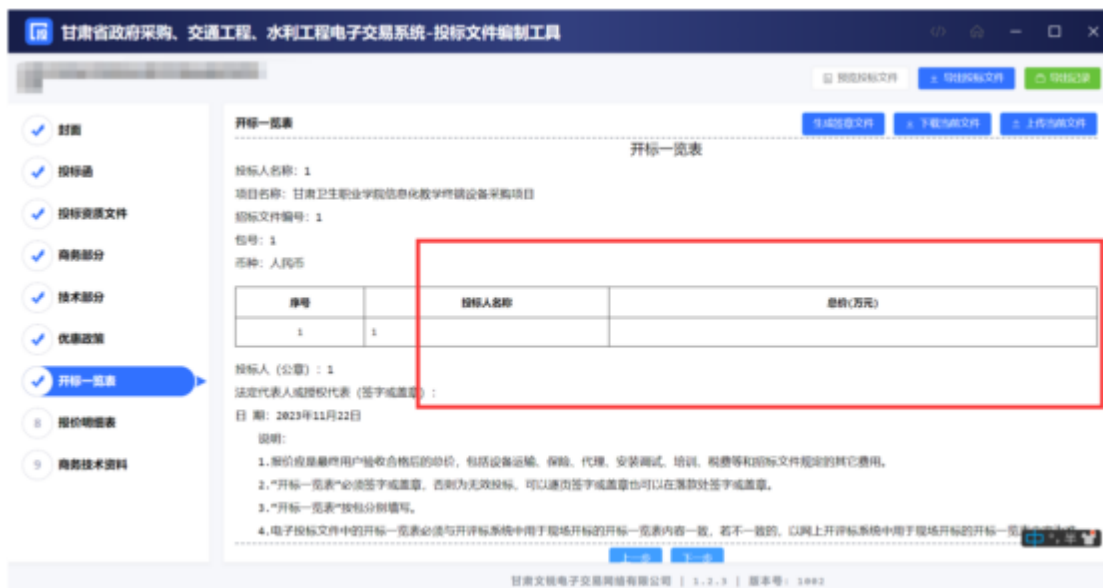 甘肃省政府采购、交通工程、水利工程电子交易系统-投标文件编制工具
预览投标文件 导出投标文件 导出记录
封面
投标函
投标资质文件
商务部分
技术部分
优惠政策
开标一览表
8 报价明细表
9 商务技术资料
开标一览表 生成签章文件 下载当前文件 上传当前文件
开标一览表
投标人名称: 1
项目名称: 甘肃卫生职业学院信息化教学终端设备采购项目
招标文件编号: 1
包号: 1
币种: 人民币
序号 投标人名称 总价(万元)
1 1
投标人(公章): 1
法定代表人或授权代表(签字或盖章):
日 期: 2023年11月22日
说明:
1.报价应是最终用户验收合格后的总价, 包括设备运输、保险、代理、安装调试、培训、税费等和招标文件规定的其它费用。
2."开标一览表"必须签字或盖章, 否则为无效投标, 可以逐页签字或盖章也可以在落款处签字或盖章。
3."开标一览表"按包分别填写。
4.电子投标文件中的开标一览表必须与开评标系统中用于现场开标的开标一览表内容一致, 若不一致的, 以网上开评标系统中用于现场开标的开标一览
中 半
上一步 下一步
甘肃文锐电子交易网络有限公司 | 1.2.3 | 版本号: 1002